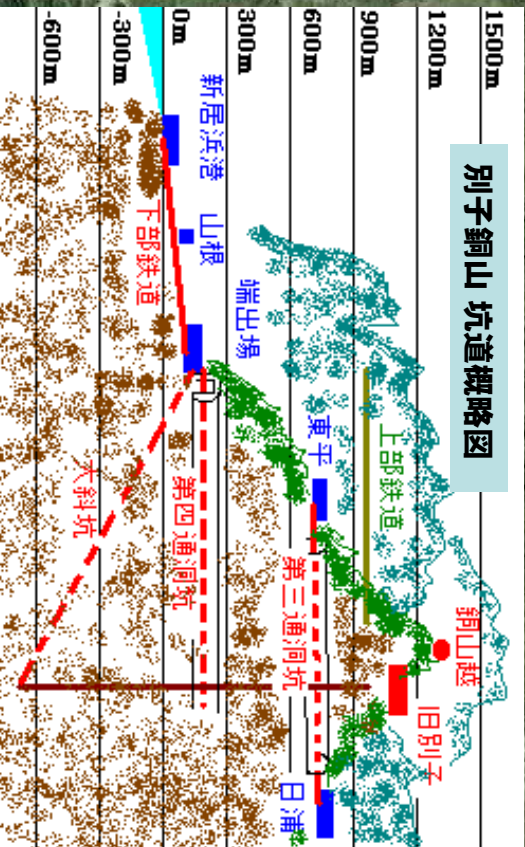 別子銅山 坑道概略図
1500m
1200m
900m
600m
300m
0m
-300m
-600m
銅山越
旧別子
上部鉄道
東平
第三通洞坑
日浦
端出場
第四通洞坑
新居浜港
山根
下部鉄道
大斜坑